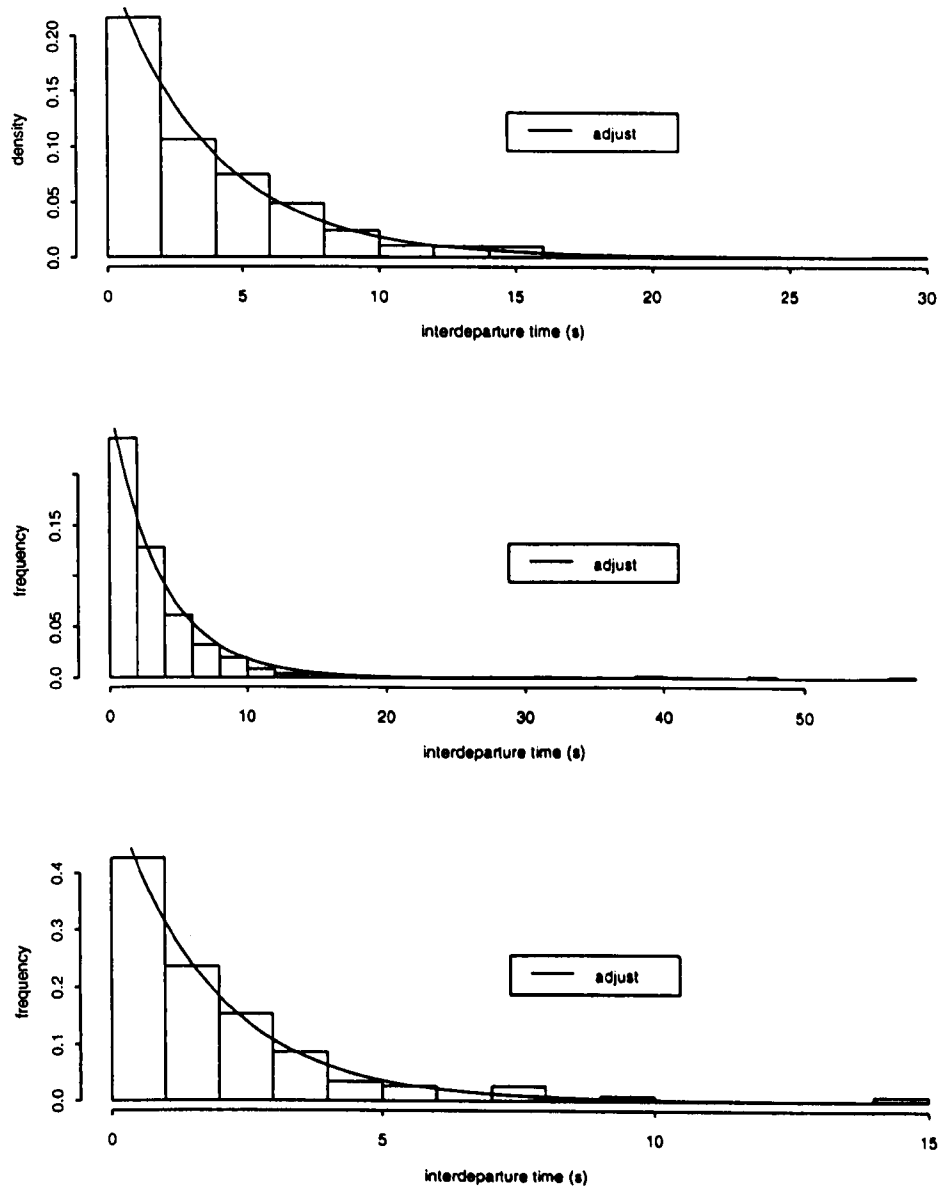 density
0.0 0.05 0.10 0.15 0.20
adjust
0 5 10 15 20 25 30
interdeparture time (s)
frequency
0.0 0.05 0.15
adjust
0 10 20 30 40 50
interdeparture time (s)
frequency
0.0 0.1 0.2 0.3 0.4
adjust
0 5 10 15
interdeparture time (s)